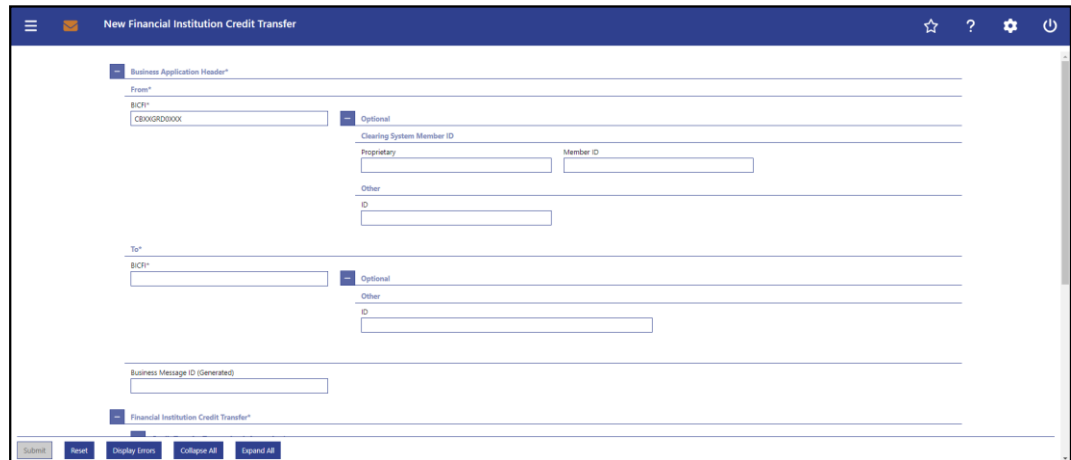 New Financial Institution Credit Transfer
Business Application Header*
From*
BICFI*
CBXXGRD0XXX
Optional
Clearing System Member ID
Proprietary
Member ID
Other
ID
To*
BICFI*
Optional
Other
ID
Business Message ID (Generated)
Financial Institution Credit Transfer*
Submit
Reset
Display Errors
Collapse All
Expand All